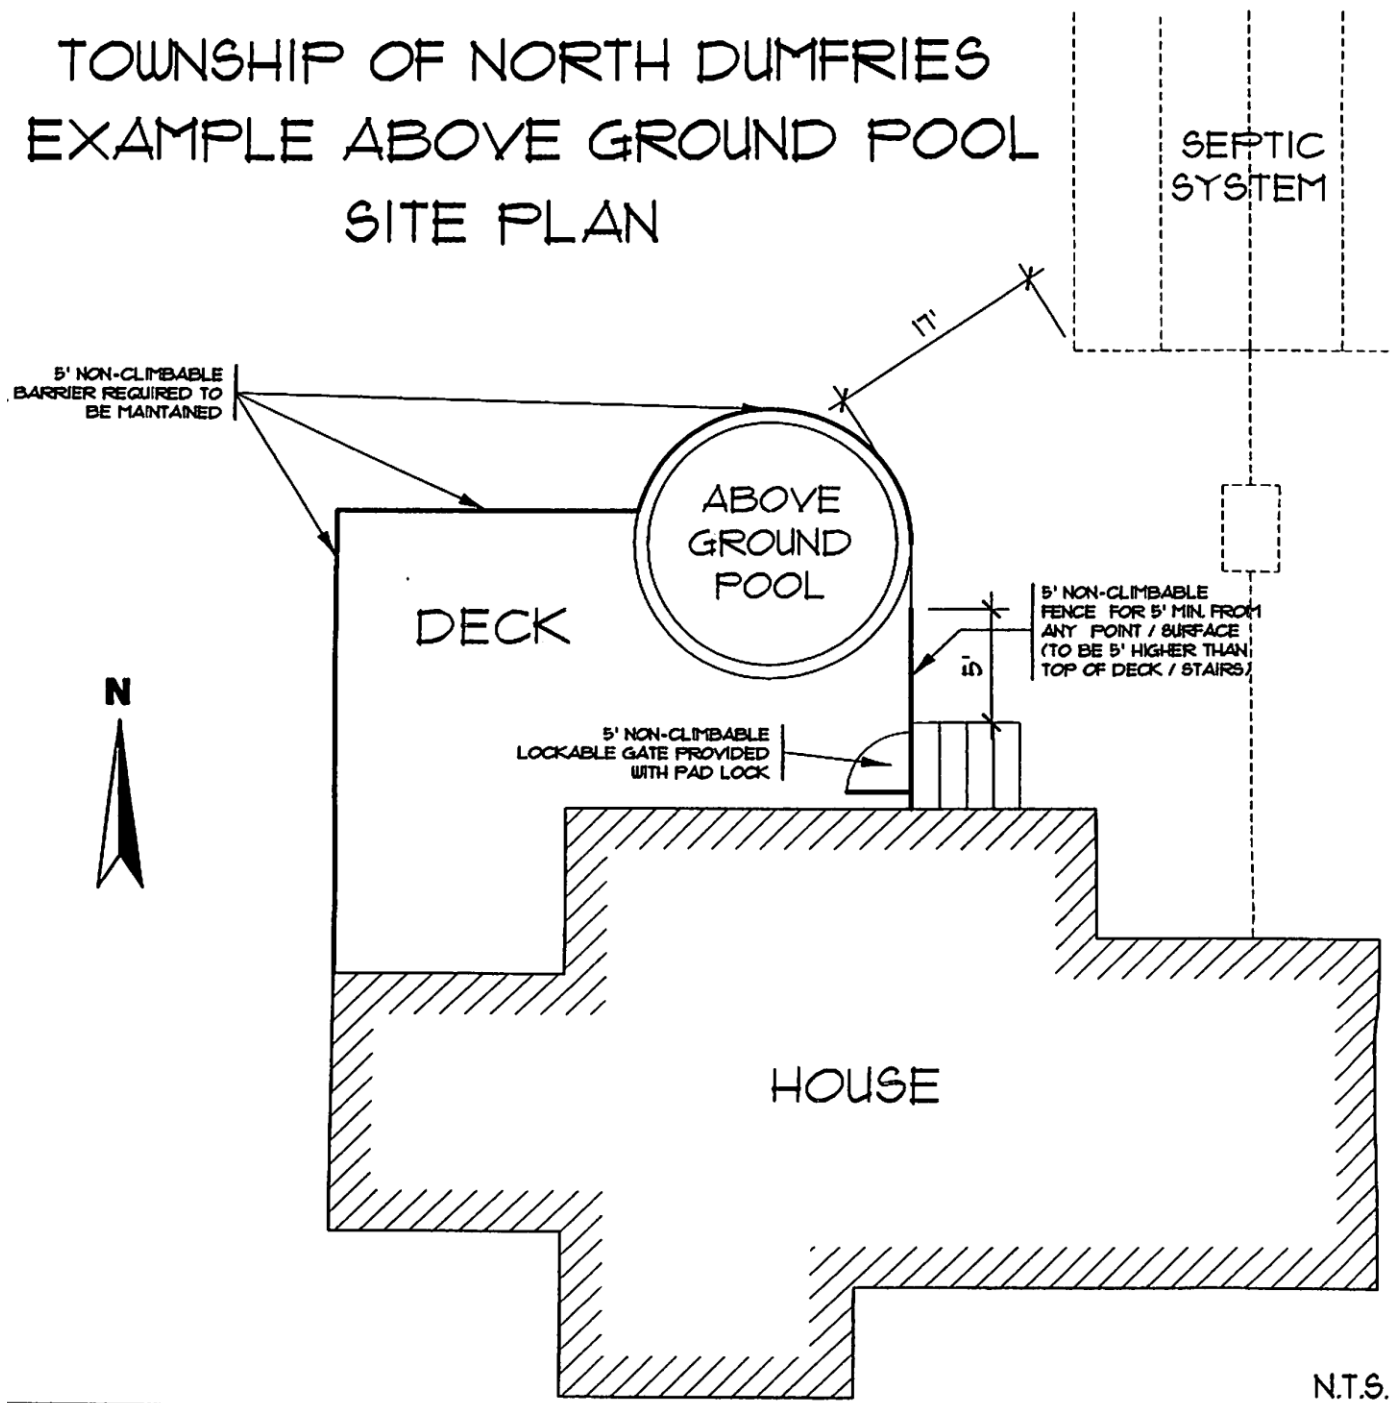 TOWNSHIP OF NORTH DUMFRIES
EXAMPLE ABOVE GROUND POOL
SITE PLAN
SEPTIC
SYSTEM
17'
5' NON-CLIMBABLE
BARRIER REQUIRED TO
BE MAINTAINED
ABOVE
GROUND
POOL
DECK
5' NON-CLIMBABLE
FENCE FOR 5' MIN. FROM
ANY POINT / SURFACE
(TO BE 5' HIGHER THAN
TOP OF DECK / STAIRS)
5'
N
5' NON-CLIMBABLE
LOCKABLE GATE PROVIDED
WITH PAD LOCK
HOUSE
N.T.S.